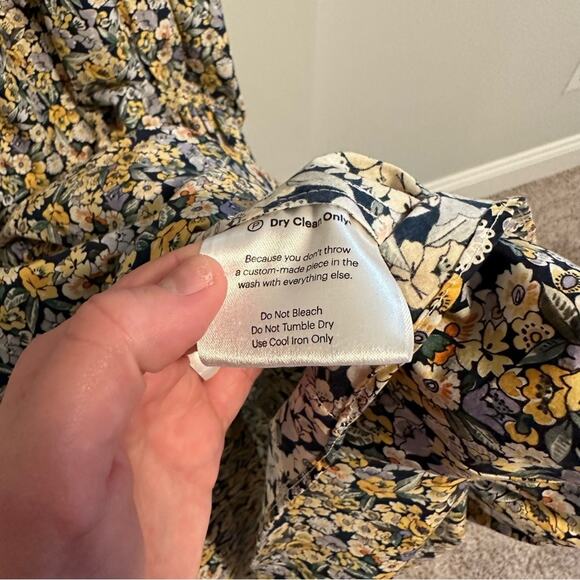 Ⓟ Dry Clean Only
Because you don't throw
a custom-made piece in the
wash with everything else.
Do Not Bleach
Do Not Tumble Dry
Use Cool Iron Only